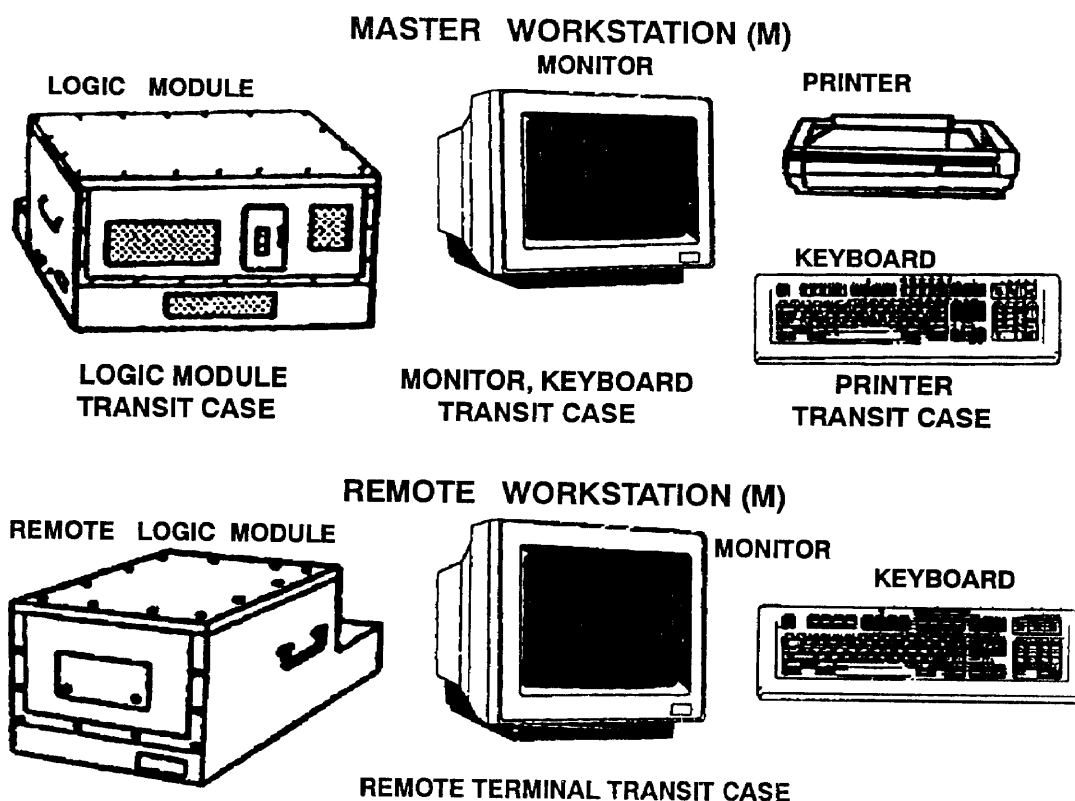 MASTER WORKSTATION (M)
LOGIC MODULE
MONITOR
PRINTER
KEYBOARD
LOGIC MODULE
TRANSIT CASE
MONITOR, KEYBOARD
TRANSIT CASE
PRINTER
TRANSIT CASE
REMOTE WORKSTATION (M)
REMOTE LOGIC MODULE
MONITOR
KEYBOARD
REMOTE TERMINAL TRANSIT CASE